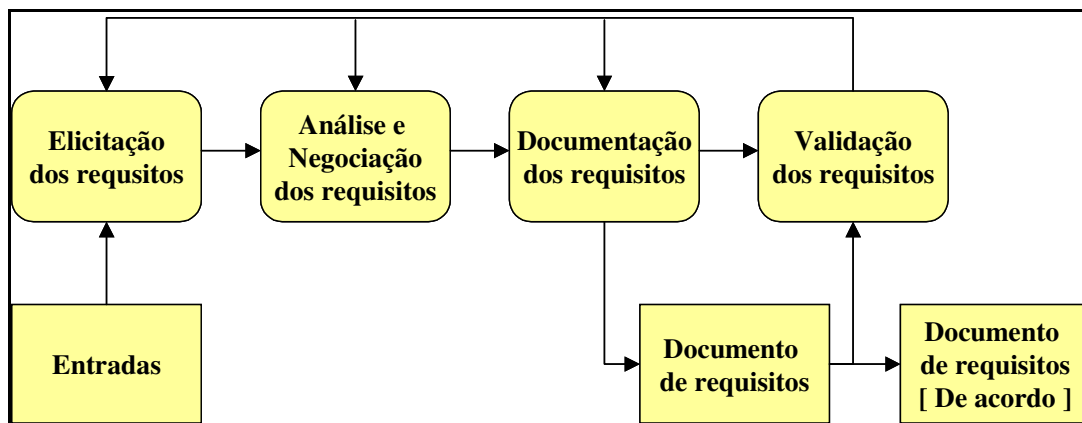 Elicitação
dos requsitos
Análise e
Negociação
dos requisitos
Documentação
dos requisitos
Validação
dos requisitos
Entradas
Documento
de requisitos
Documento
de requisitos
[ De acordo ]